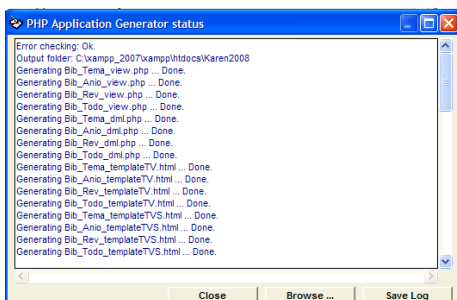 PHP Application Generator status
Error checking: Ok.
Output folder: C:\xampp_2007\xampp\htdocs\Karen2008
Generating Bib_Tema_view.php ... Done.
Generating Bib_Anio_view.php ... Done.
Generating Bib_Rev_view.php ... Done.
Generating Bib_Todo_view.php ... Done.
Generating Bib_Tema_dml.php ... Done.
Generating Bib_Anio_dml.php ... Done.
Generating Bib_Rev_dml.php ... Done.
Generating Bib_Todo_dml.php ... Done.
Generating Bib_Tema_templateTV.html ... Done.
Generating Bib_Anio_templateTV.html ... Done.
Generating Bib_Rev_templateTV.html ... Done.
Generating Bib_Todo_templateTV.html ... Done.
Generating Bib_Tema_templateTVS.html ... Done.
Generating Bib_Anio_templateTVS.html ... Done.
Generating Bib_Rev_templateTVS.html ... Done.
Generating Bib_Todo_templateTVS.html ... Done.
Close Browse ... Save Log